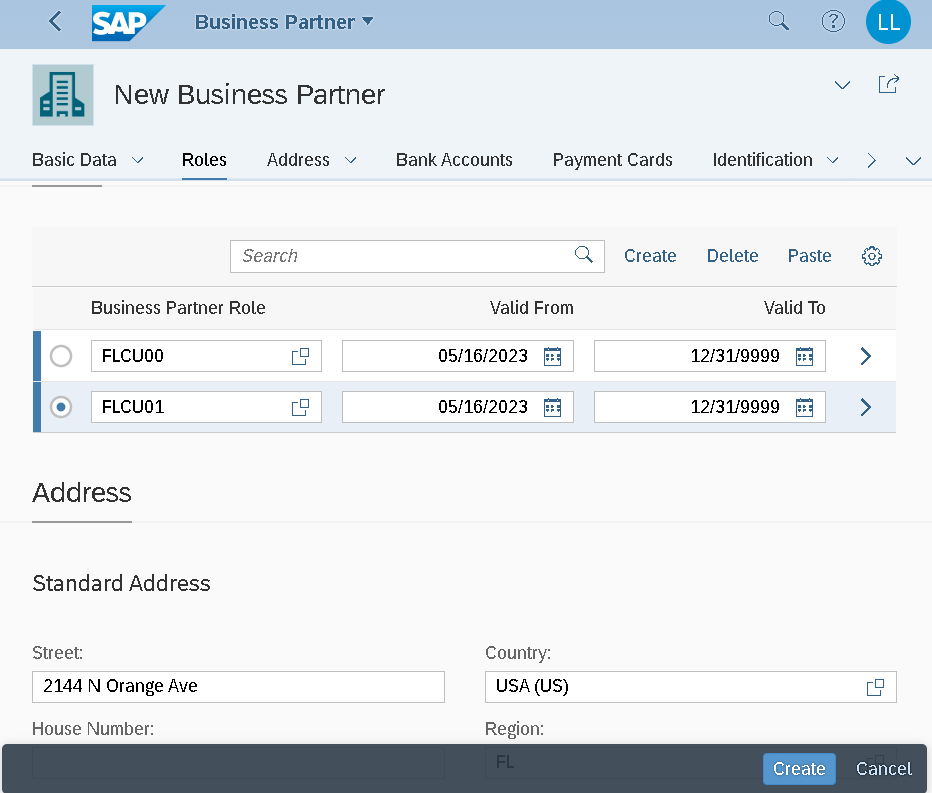 SAP Business Partner LL
New Business Partner
Basic Data Roles Address Bank Accounts Payment Cards Identification
Search Create Delete Paste
Business Partner Role Valid From Valid To
FLCU00 05/16/2023 12/31/9999
FLCU01 05/16/2023 12/31/9999
Address
Standard Address
Street: Country:
2144 N Orange Ave USA (US)
House Number: Region:
FL
Create Cancel